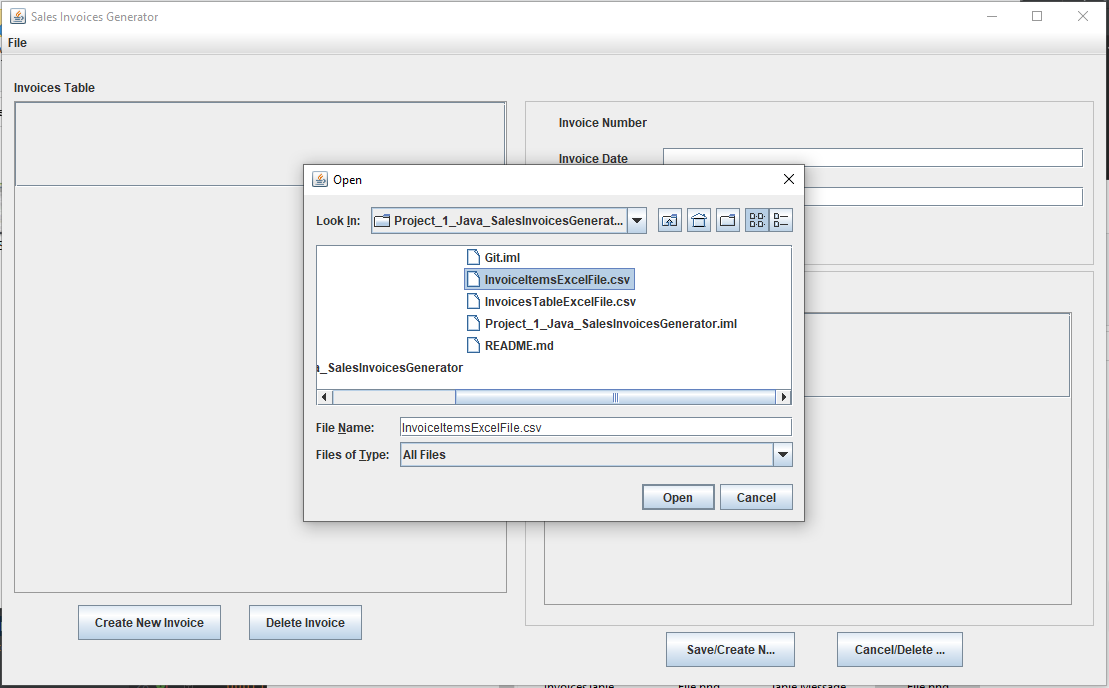 Sales Invoices Generator
File
Invoices Table
Invoice Number
Invoice Date
Open
Look In:
Project_1_Java_SalesInvoicesGenerat...
Git.iml
InvoiceItemsExcelFile.csv
InvoicesTableExcelFile.csv
Project_1_Java_SalesInvoicesGenerator.iml
README.md
a_SalesInvoicesGenerator
File Name:
InvoiceItemsExcelFile.csv
Files of Type:
All Files
Open
Cancel
Create New Invoice
Delete Invoice
Save/Create N...
Cancel/Delete ...